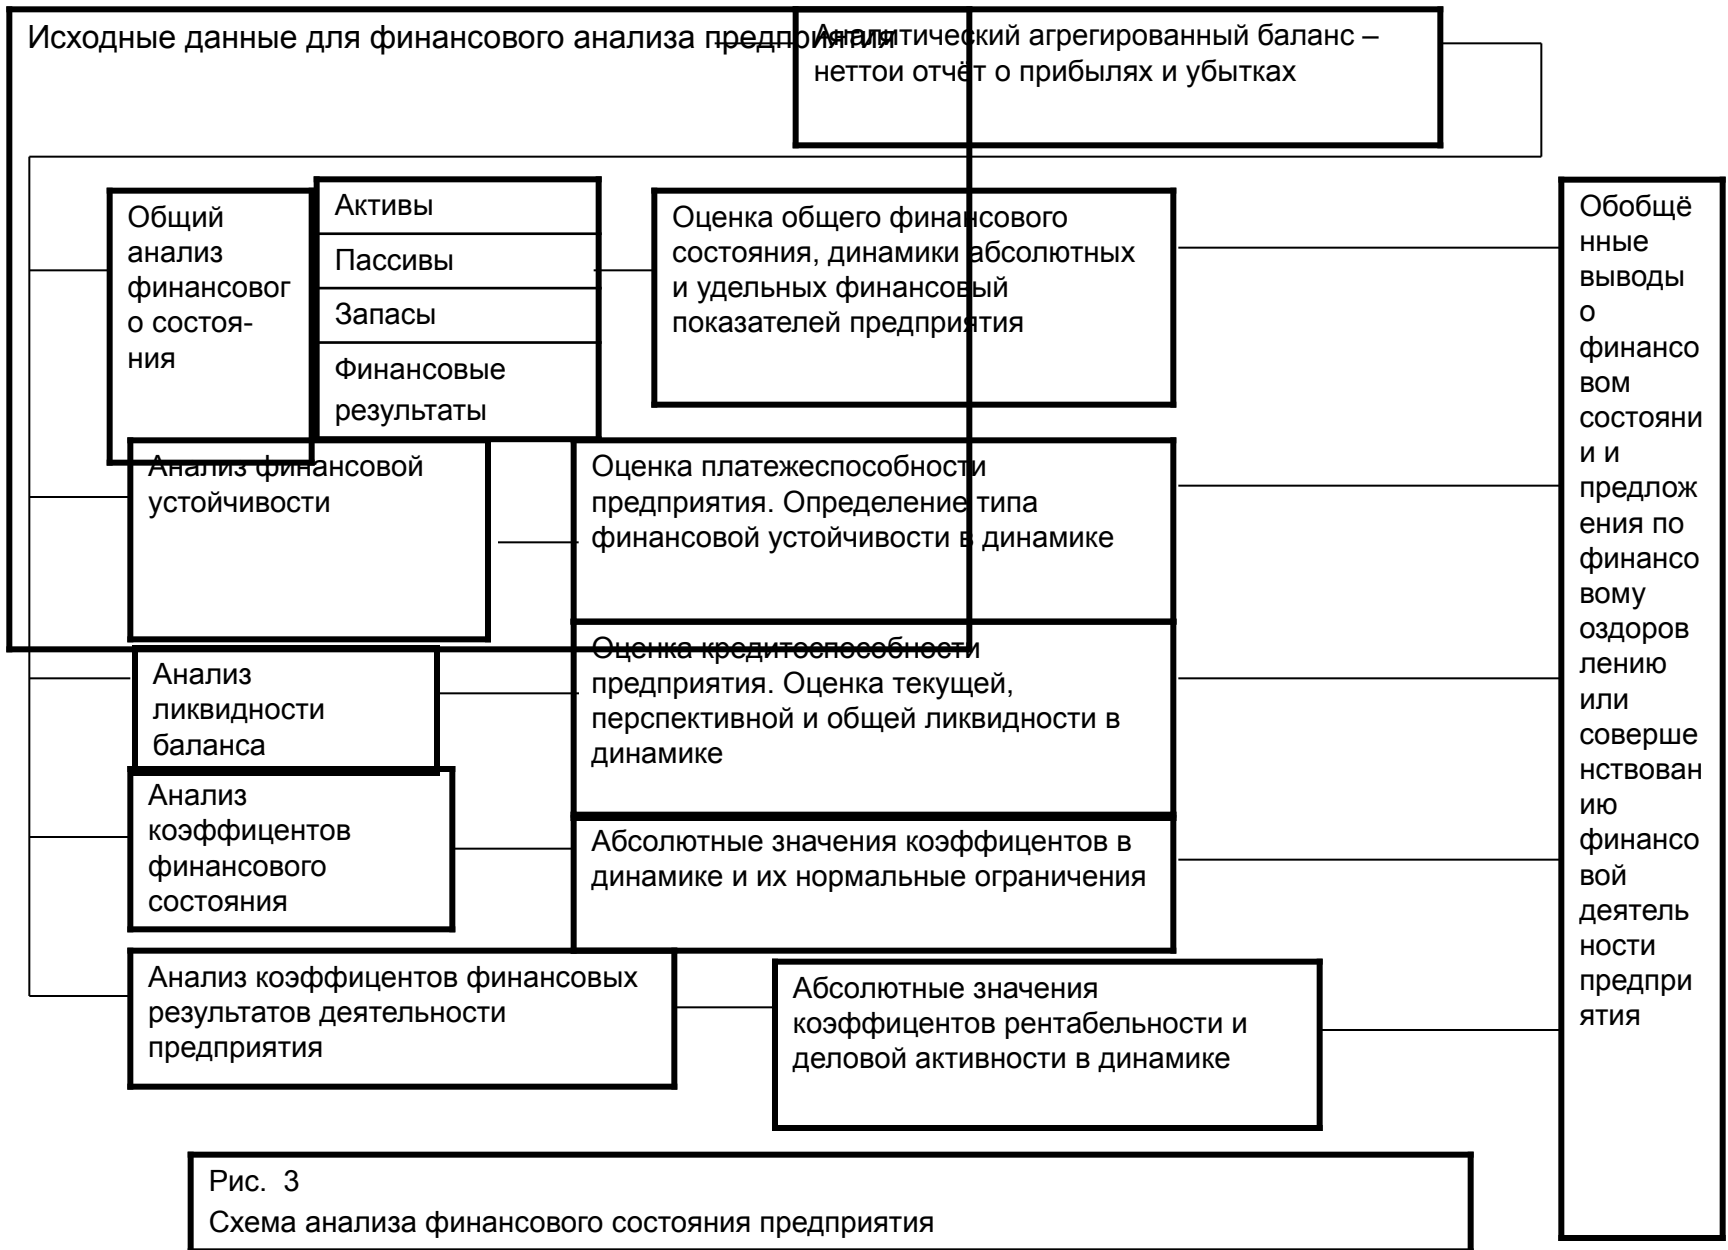 Исходные данные для финансового анализа предприятия
Аналитический агрегированный баланс –
неттои отчёт о прибылях и убытках
Общий
анализ
финансовог
о состоя-
ния
Активы
Пассивы
Запасы
Финансовые
результаты
Оценка общего финансового
состояния, динамики абсолютных
и удельных финансовый
показателей предприятия
Анализ финансовой
устойчивости
Оценка платежеспособности
предприятия. Определение типа
финансовой устойчивости в динамике
Анализ
ликвидности
баланса
Оценка кредитоспособности
предприятия. Оценка текущей,
перспективной и общей ликвидности в
динамике
Анализ
коэффицентов
финансового
состояния
Абсолютные значения коэффицентов в
динамике и их нормальные ограничения
Анализ коэффицентов финансовых
результатов деятельности
предприятия
Абсолютные значения
коэффицентов рентабельности и
деловой активности в динамике
Обобщё
нные
выводы
о
финансо
вом
состояни
и и
предлож
ения по
финансо
вому
оздоров
лению
или
соверше
нствован
ию
финансо
вой
деятель
ности
предпри
ятия
Рис.  3
Схема анализа финансового состояния предприятия